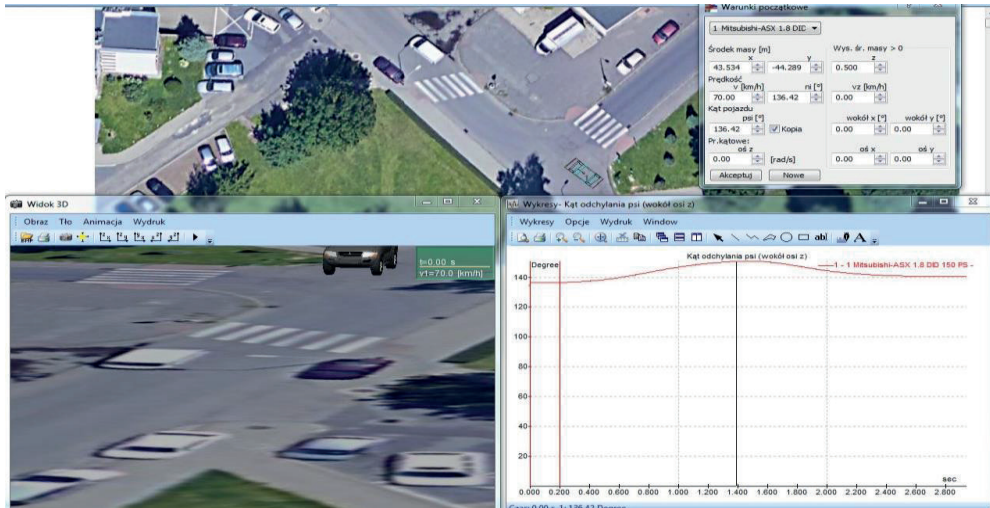 Warunki początkowe
1 Mitsubishi-ASX 1.8 DIC
Środek masy [m]
Wys. śr. masy > 0
x y z
43.534 -44.289 0.500
Prędkość
v [km/h] ni [°] vz [km/h]
70.00 136.42 0.00
Kąt pojazdu
psi [°] wokół x [°] wokół y [°]
136.42 Kopia 0.00 0.00
Pr.kątowe:
oś z oś x oś y
0.00 [rad/s] 0.00 0.00
Akceptuj Nowe
Widok 3D
Obraz Tło Animacja Wydruk
t=0.00 s
v1=70.0 [km/h]
Wykresy- Kąt odchylania psi (wokół osi z)
Wykresy Opcje Wydruk Window
abl A
Kąt odchylania psi (wokół osi z)
Degree
1 - 1 Mitsubishi-ASX 1.8 DID 150 PS -
140
120
100
80
60
40
20
sec
0.000 0.200 0.400 0.600 0.800 1.000 1.200 1.400 1.600 1.800 2.000 2.200 2.400 2.600 2.800